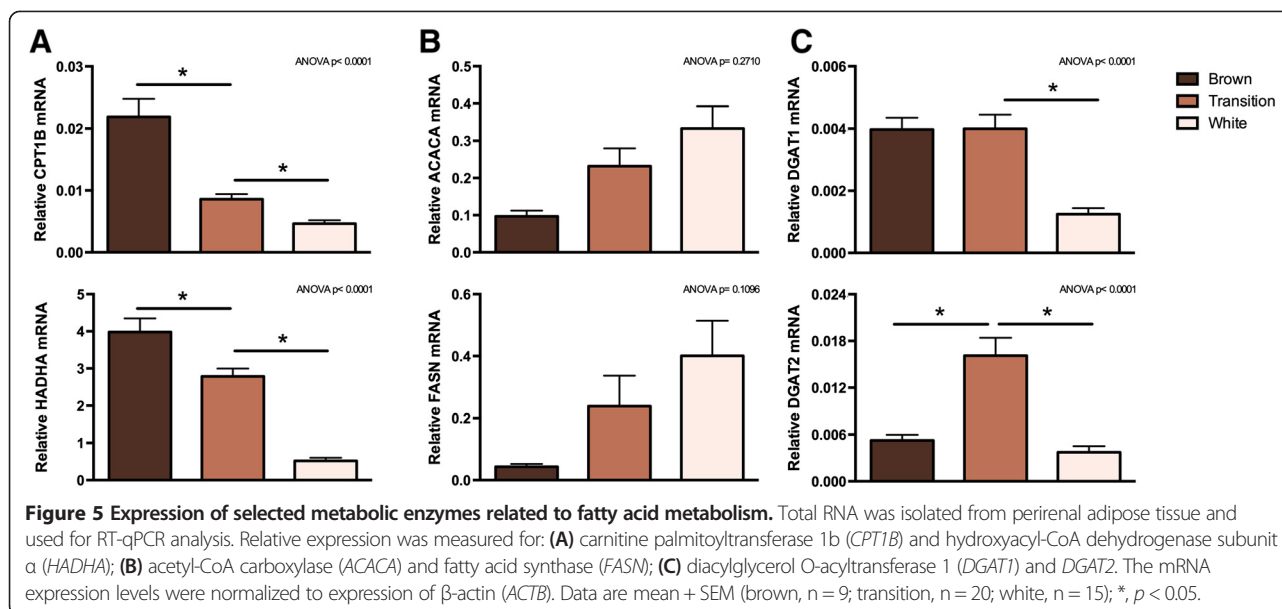 A
ANOVA p< 0.0001
Relative CPT1B mRNA
0.03
0.02
0.01
0.00
*
*
B
ANOVA p= 0.2710
Relative ACACA mRNA
0.5
0.4
0.3
0.2
0.1
0.0
C
ANOVA p< 0.0001
Relative DGAT1 mRNA
0.006
0.004
0.002
0.000
*
Brown
Transition
White
ANOVA p< 0.0001
Relative HADHA mRNA
5
4
3
2
1
0
*
*
ANOVA p= 0.1096
Relative FASN mRNA
0.6
0.4
0.2
0.0
ANOVA p< 0.0001
Relative DGAT2 mRNA
0.024
0.018
0.012
0.006
0.000
*
*
Figure 5 Expression of selected metabolic enzymes related to fatty acid metabolism. Total RNA was isolated from perirenal adipose tissue and
used for RT-qPCR analysis. Relative expression was measured for: (A) carnitine palmitoyltransferase 1b (CPT1B) and hydroxyacyl-CoA dehydrogenase subunit
α (HADHA); (B) acetyl-CoA carboxylase (ACACA) and fatty acid synthase (FASN); (C) diacylglycerol O-acyltransferase 1 (DGAT1) and DGAT2. The mRNA
expression levels were normalized to expression of β-actin (ACTB). Data are mean + SEM (brown, n = 9; transition, n = 20; white, n = 15); *, p < 0.05.